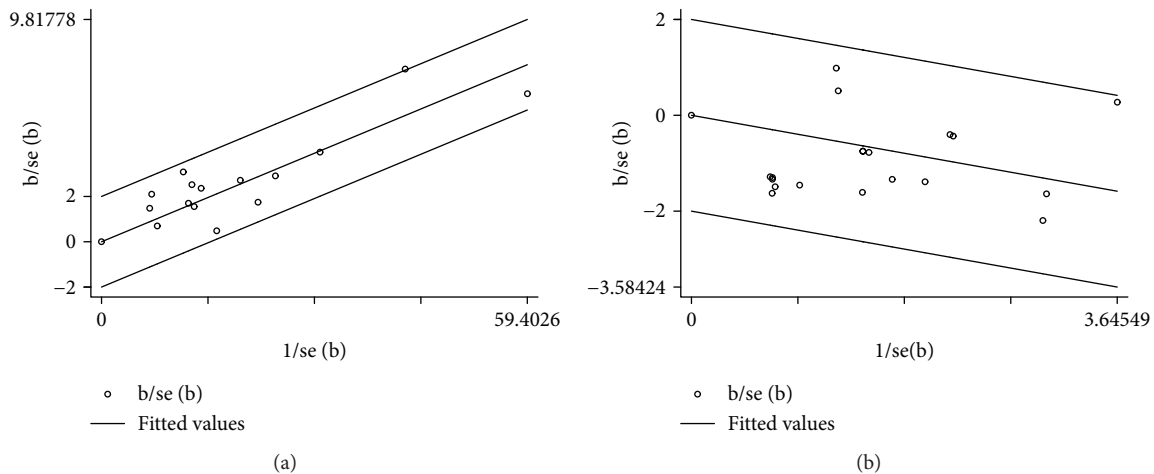 9.81778
2
0
−2
b/se (b)
0
59.4026
1/se (b)
b/se (b)
Fitted values
(a)
2
0
−2
−3.58424
b/se (b)
0
3.64549
1/se(b)
b/se (b)
Fitted values
(b)